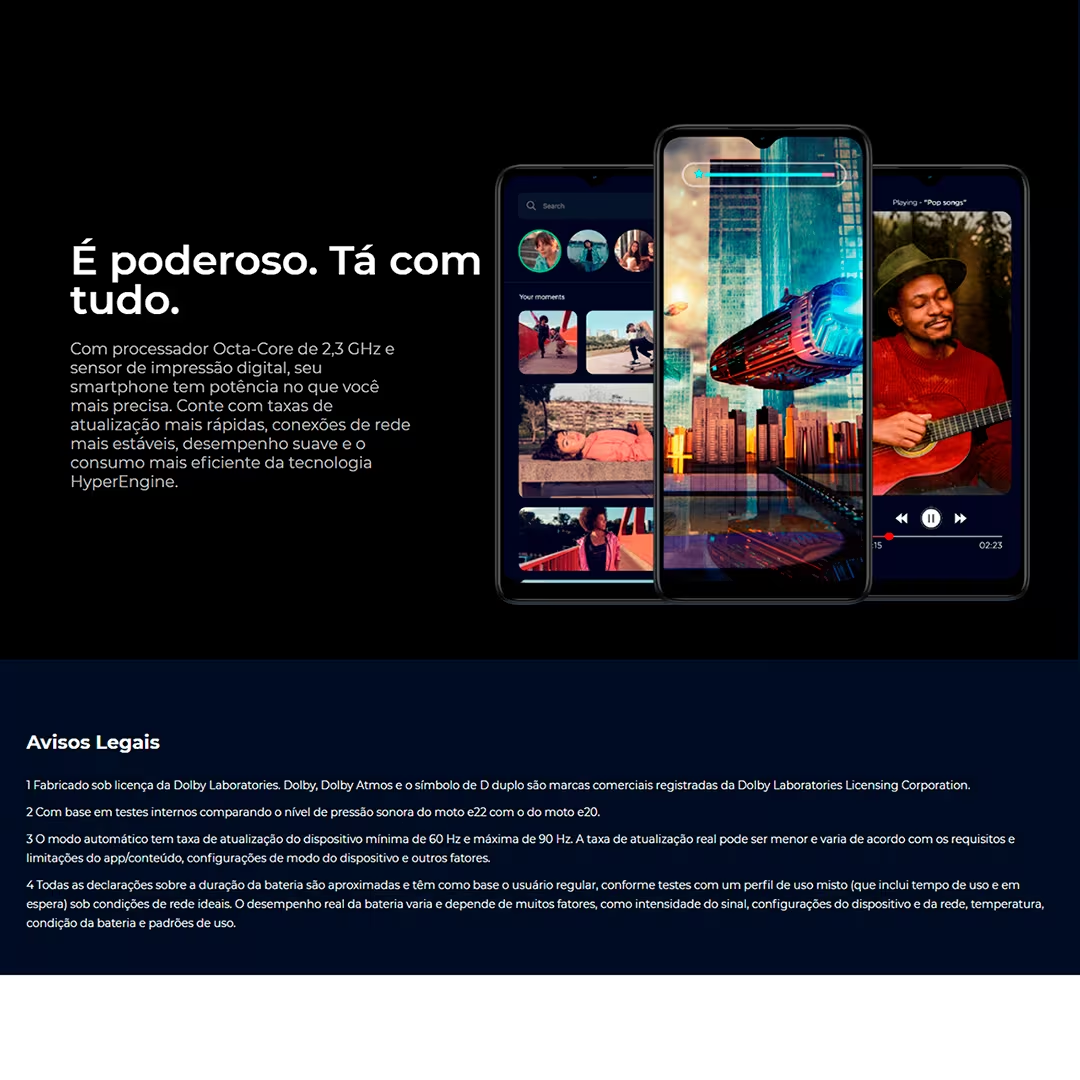 É poderoso. Tá com
tudo.
Com processador Octa-Core de 2,3 GHz e
sensor de impressão digital, seu
smartphone tem potência no que você
mais precisa. Conte com taxas de
atualização mais rápidas, conexões de rede
mais estáveis, desempenho suave e o
consumo mais eficiente da tecnologia
HyperEngine.
Search
Your moments
Playing - "Pop songs"
:15
02:23
Avisos Legais
1 Fabricado sob licença da Dolby Laboratories. Dolby, Dolby Atmos e o símbolo de D duplo são marcas comerciais registradas da Dolby Laboratories Licensing Corporation.
2 Com base em testes internos comparando o nível de pressão sonora do moto e22 com o do moto e20.
3 O modo automático tem taxa de atualização do dispositivo mínima de 60 Hz e máxima de 90 Hz. A taxa de atualização real pode ser menor e varia de acordo com os requisitos e
limitações do app/conteúdo, configurações de modo do dispositivo e outros fatores.
4 Todas as declarações sobre a duração da bateria são aproximadas e têm como base o usuário regular, conforme testes com um perfil de uso misto (que inclui tempo de uso e em
espera) sob condições de rede ideais. O desempenho real da bateria varia e depende de muitos fatores, como intensidade do sinal, configurações do dispositivo e da rede, temperatura,
condição da bateria e padrões de uso.